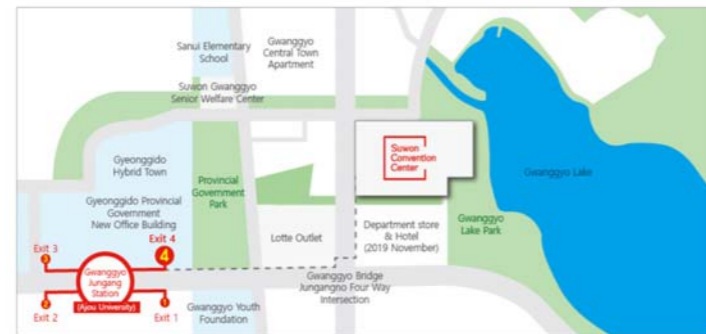 Sanui Elementary
School
Gwanggyo
Central Town
Apartment
Suwon Gwanggyo
Senior Welfare Center
Suwon
Convention
Center
Gyeonggido
Hybrid Town
Provincial
Government
Park
Gwanggyo Lake
Gyeonggido Provincial
Government
New Office Building
Gwanggyo
Lake Park
Lotte Outlet
Department store
& Hotel
(2019 November)
Exit 3
3
Exit 4
4
Gwanggyo
Jungang
Station
(Ajou University)
2
Exit 2
1
Exit 1
Gwanggyo Bridge
Jungangno Four Way
Intersection
Gwanggyo Youth
Foundation